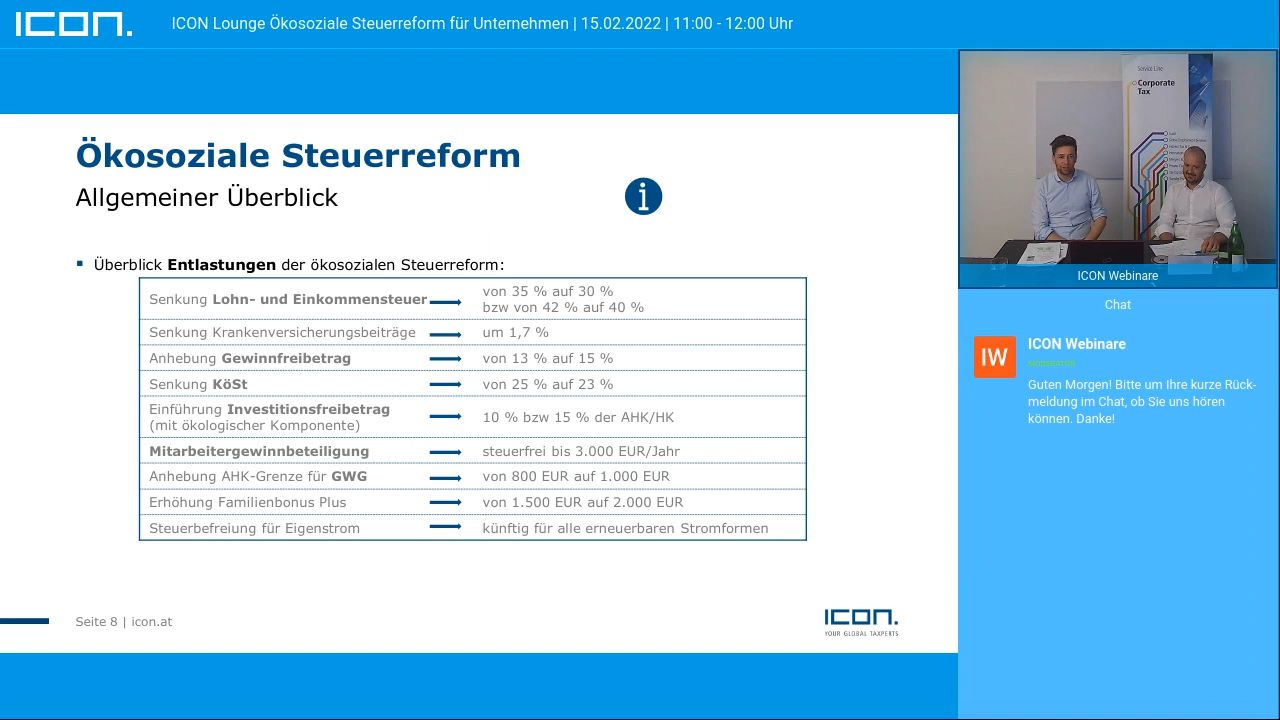 ICON.
ICON Lounge Ökosoziale Steuerreform für Unternehmen | 15.02.2022 | 11:00 - 12:00 Uhr
Ökosoziale Steuerreform
Allgemeiner Überblick
i
Überblick Entlastungen der ökosozialen Steuerreform:
Senkung Lohn- und Einkommensteuer
von 35 % auf 30 %
bzw von 42 % auf 40 %
Senkung Krankenversicherungsbeiträge
um 1,7 %
Anhebung Gewinnfreibetrag
von 13 % auf 15 %
Senkung KöSt
von 25 % auf 23 %
Einführung Investitionsfreibetrag
(mit ökologischer Komponente)
10 % bzw 15 % der AHK/HK
Mitarbeitergewinnbeteiligung
steuerfrei bis 3.000 EUR/Jahr
Anhebung AHK-Grenze für GWG
von 800 EUR auf 1.000 EUR
Erhöhung Familienbonus Plus
von 1.500 EUR auf 2.000 EUR
Steuerbefreiung für Eigenstrom
künftig für alle erneuerbaren Stromformen
Seite 8 | icon.at
ICON.
YOUR GLOBAL TAXPERTS
Service Line
Corporate
Tax
ICON Webinare
Chat
IW
ICON Webinare
MODERATOR
Guten Morgen! Bitte um Ihre kurze Rück-
meldung im Chat, ob Sie uns hören
können. Danke!